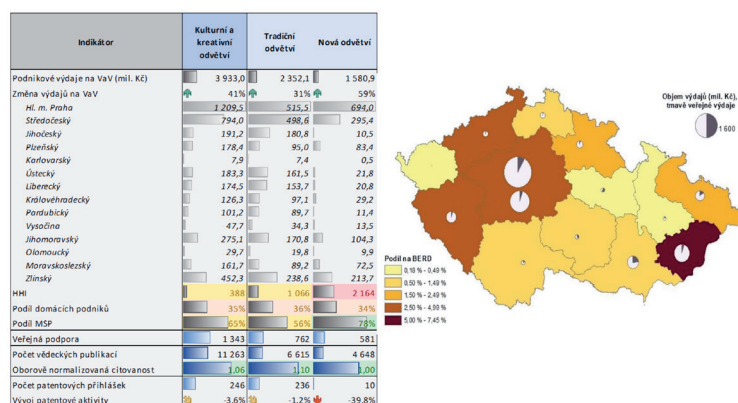 Indikátor Kulturní a kreativní odvětví Tradiční odvětví Nová odvětví
Podnikové výdaje na VaV (mil. Kč) 3 933,0 2 352,1 1 580,9
Změna výdajů na VaV 41% 31% 59%
Hl. m. Praha 1 209,5 515,5 694,0
Středočeský 794,0 498,6 295,4
Jihočeský 191,2 180,8 10,5
Plzeňský 178,4 95,0 83,4
Karlovarský 7,9 7,4 0,5
Ústecký 183,3 161,5 21,8
Liberecký 174,5 153,7 20,8
Královéhradecký 126,3 97,1 29,2
Pardubický 101,2 89,7 11,4
Vysočina 47,7 34,3 13,5
Jihomoravský 275,1 170,8 104,3
Olomoucký 29,7 19,8 9,9
Moravskoslezský 161,7 89,2 72,5
Zlínský 452,3 238,6 213,7
HHI 388 1 066 2 164
Podíl domácích podniků 35% 36% 34%
Podíl MSP 65% 56% 78%
Veřejná podpora 1 343 762 581
Počet vědeckých publikací 11 263 6 615 4 648
Oborově normalizovaná citovanost 1,06 1,10 1,00
Počet patentových přihlášek 246 236 10
Vývoj patentové aktivity -3.6% -1.2% -39.8%
Objem výdajů (mil. Kč),
tmavě veřejné výdaje
1 600
Podíl na BERD
0,18 % - 0,49 %
0,50 % - 1,49 %
1,50 % - 2,49 %
2,50 % - 4,99 %
5,00 % - 7,45 %